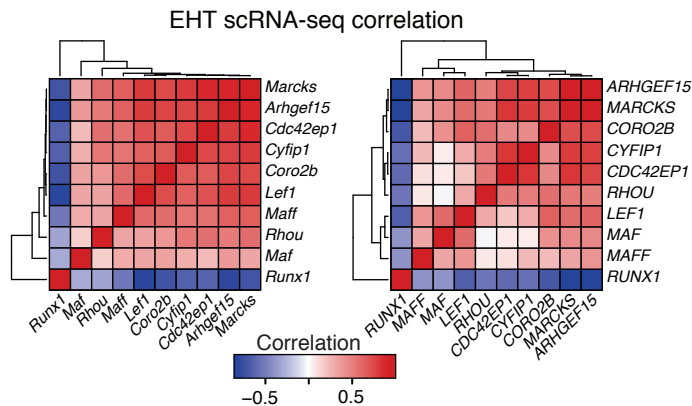 EHT scRNA-seq correlation
Marcks
Arhgef15
Cdc42ep1
Cyfip1
Coro2b
Lef1
Maff
Rhou
Maf
Runx1
Runx1
Maf
Rhou
Maff
Lef1
Coro2b
Cyfip1
Cdc42ep1
Arhgef15
Marcks
ARHGEF15
MARCKS
CORO2B
CYFIP1
CDC42EP1
RHOU
LEF1
MAF
MAFF
RUNX1
RUNX1
MAFF
MAF
LEF1
RHOU
CDC42EP1
CYFIP1
CORO2B
MARCKS
ARHGEF15
Correlation
−0.5 0.5